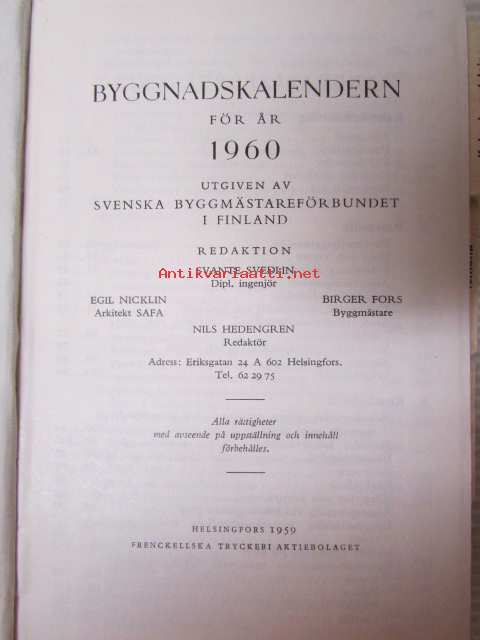 BYGGNADSKALENDERN
FÖR ÅR
1960
UTGIVEN AV
SVENSKA BYGGMÄSTAREFÖRBUNDET
I FINLAND
REDAKTION
SVANTE SVEDLIN
Dipl. ingenjör
Antikvariaatti.net
EGIL NICKLIN
Arkitekt SAFA
BIRGER FORS
Byggmästare
NILS HEDENGREN
Redaktör
Adress: Eriksgatan 24 A 602 Helsingfors.
Tel. 62 29 75
Alla rättigheter
med avseende på uppställning och innehåll
förbehålles.
HELSINGFORS 1959
FRENCKELLSKA TRYCKERI AKTIEBOLAGET